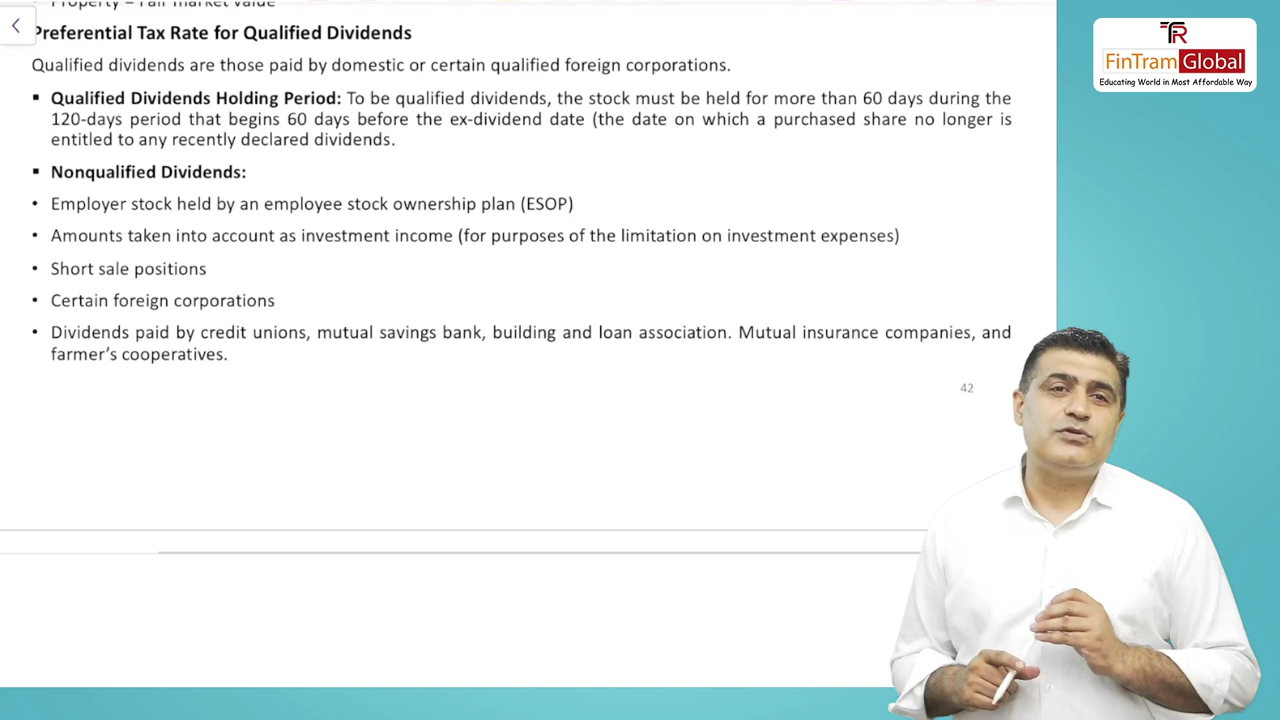 Property = Fair market value
Preferential Tax Rate for Qualified Dividends
Qualified dividends are those paid by domestic or certain qualified foreign corporations.
▪ Qualified Dividends Holding Period: To be qualified dividends, the stock must be held for more than 60 days during the
120-days period that begins 60 days before the ex-dividend date (the date on which a purchased share no longer is
entitled to any recently declared dividends.
▪ Nonqualified Dividends:
• Employer stock held by an employee stock ownership plan (ESOP)
• Amounts taken into account as investment income (for purposes of the limitation on investment expenses)
• Short sale positions
• Certain foreign corporations
• Dividends paid by credit unions, mutual savings bank, building and loan association. Mutual insurance companies, and
farmer’s cooperatives.
42
FinTram Global
Educating World in Most Affordable Way